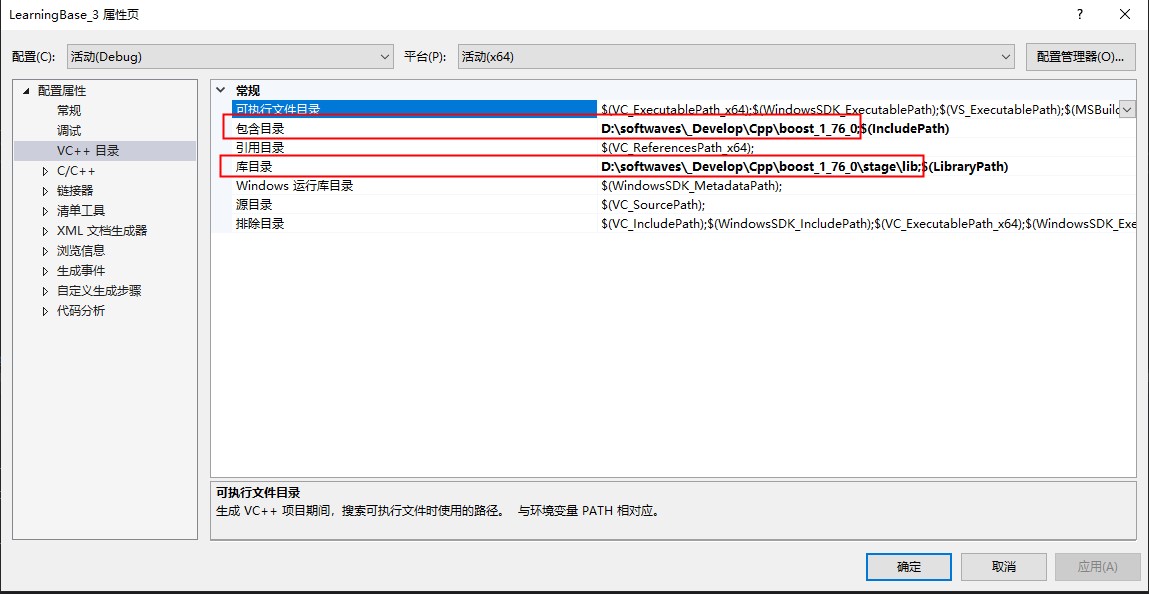 LearningBase_3 属性页
?
配置(C):
活动(Debug)
平台(P):
活动(x64)
配置管理器(O)...
配置属性
常规
调试
VC++ 目录
C/C++
链接器
清单工具
XML 文档生成器
浏览信息
生成事件
自定义生成步骤
代码分析
常规
可执行文件目录 $(VC_ExecutablePath_x64);$(WindowsSDK_ExecutablePath);$(VS_ExecutablePath);$(MSBuild
包含目录 D:\softwaves\_Develop\Cpp\boost_1_76_0;$(IncludePath)
引用目录 $(VC_ReferencesPath_x64);
库目录 D:\softwaves\_Develop\Cpp\boost_1_76_0\stage\lib;$(LibraryPath)
Windows 运行库目录 $(WindowsSDK_MetadataPath);
源目录 $(VC_SourcePath);
排除目录 $(VC_IncludePath);$(WindowsSDK_IncludePath);$(VC_ExecutablePath_x64);$(WindowsSDK_Exe
可执行文件目录
生成 VC++ 项目期间，搜索可执行文件时使用的路径。 与环境变量 PATH 相对应。
确定
取消
应用(A)